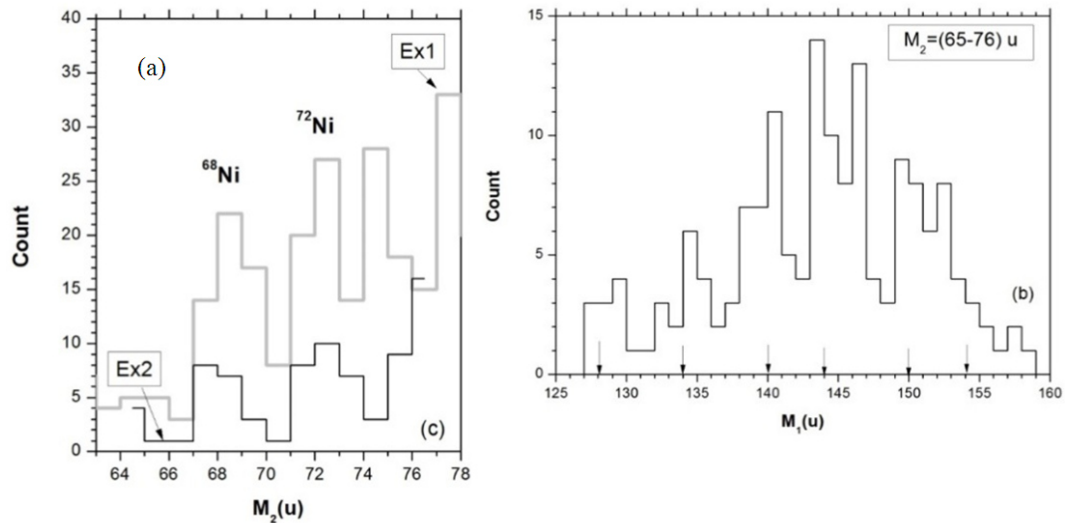 40
35
30
25
20
15
10
5
0
Count
(a)
Ex1
⁷²Ni
⁶⁸Ni
Ex2
(c)
64 66 68 70 72 74 76 78
M₂(u)
15
10
5
0
Count
M₂=(65-76) u
(b)
125 130 135 140 145 150 155 160
M₁(u)